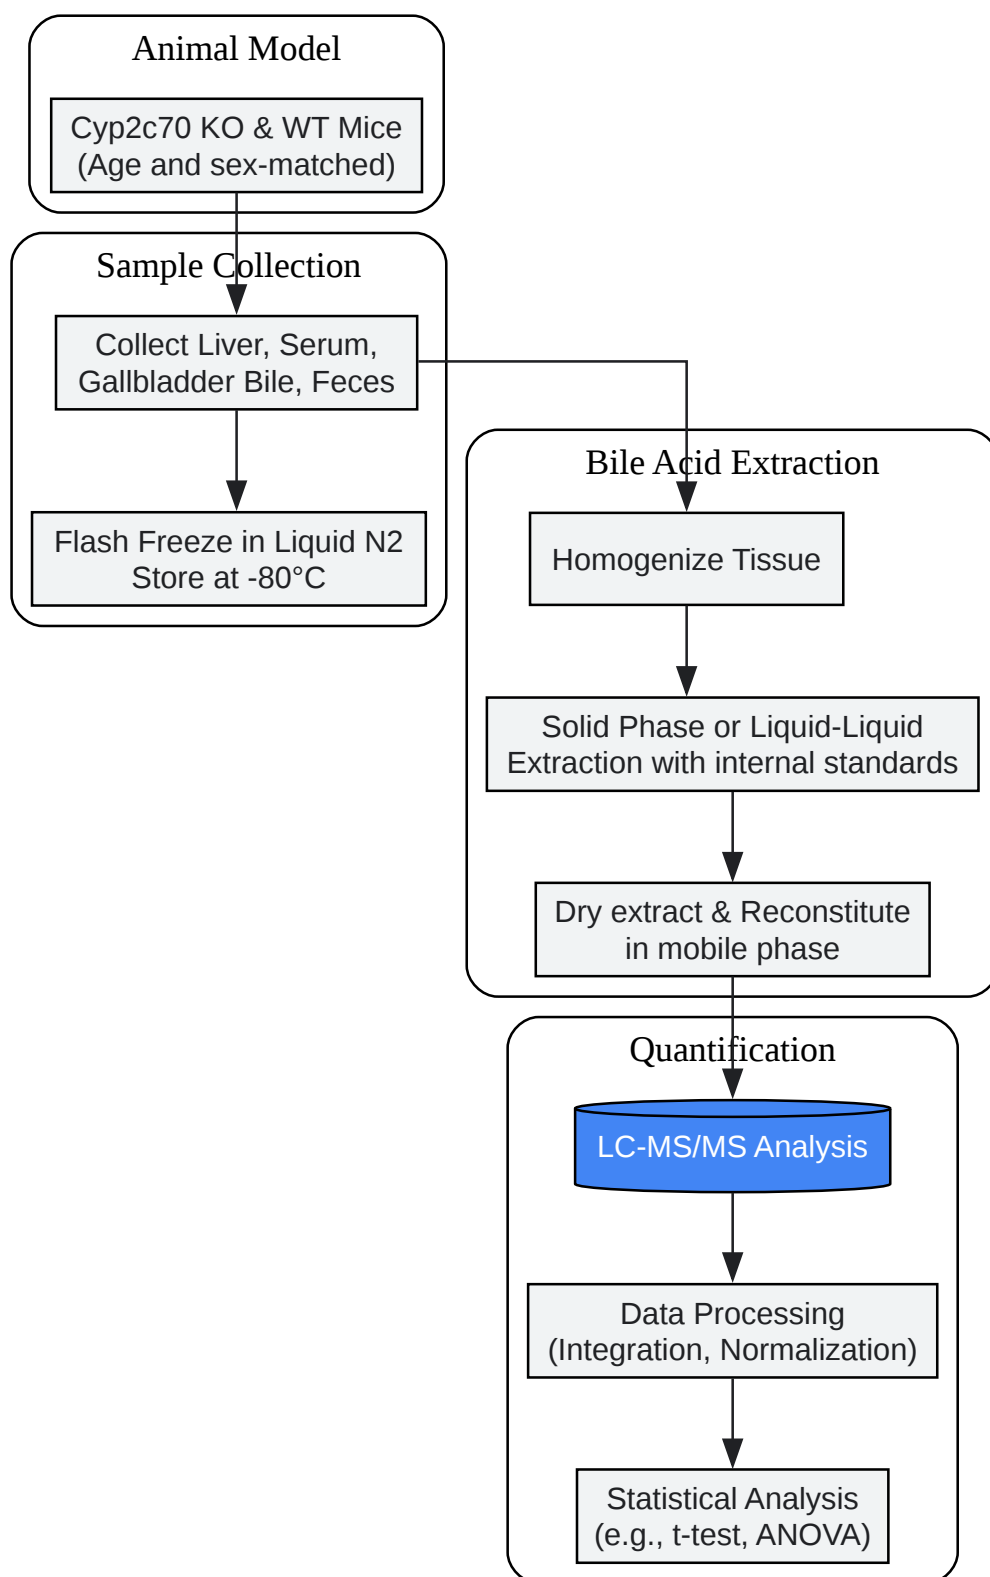 Animal Model
Cyp2c70 KO & WT Mice
(Age and sex-matched)
Sample Collection
Collect Liver, Serum,
Gallbladder Bile, Feces
Flash Freeze in Liquid N2
Store at -80°C
Bile Acid Extraction
Homogenize Tissue
Solid Phase or Liquid-Liquid
Extraction with internal standards
Dry extract & Reconstitute
in mobile phase
Quantification
LC-MS/MS Analysis
Data Processing
(Integration, Normalization)
Statistical Analysis
(e.g., t-test, ANOVA)